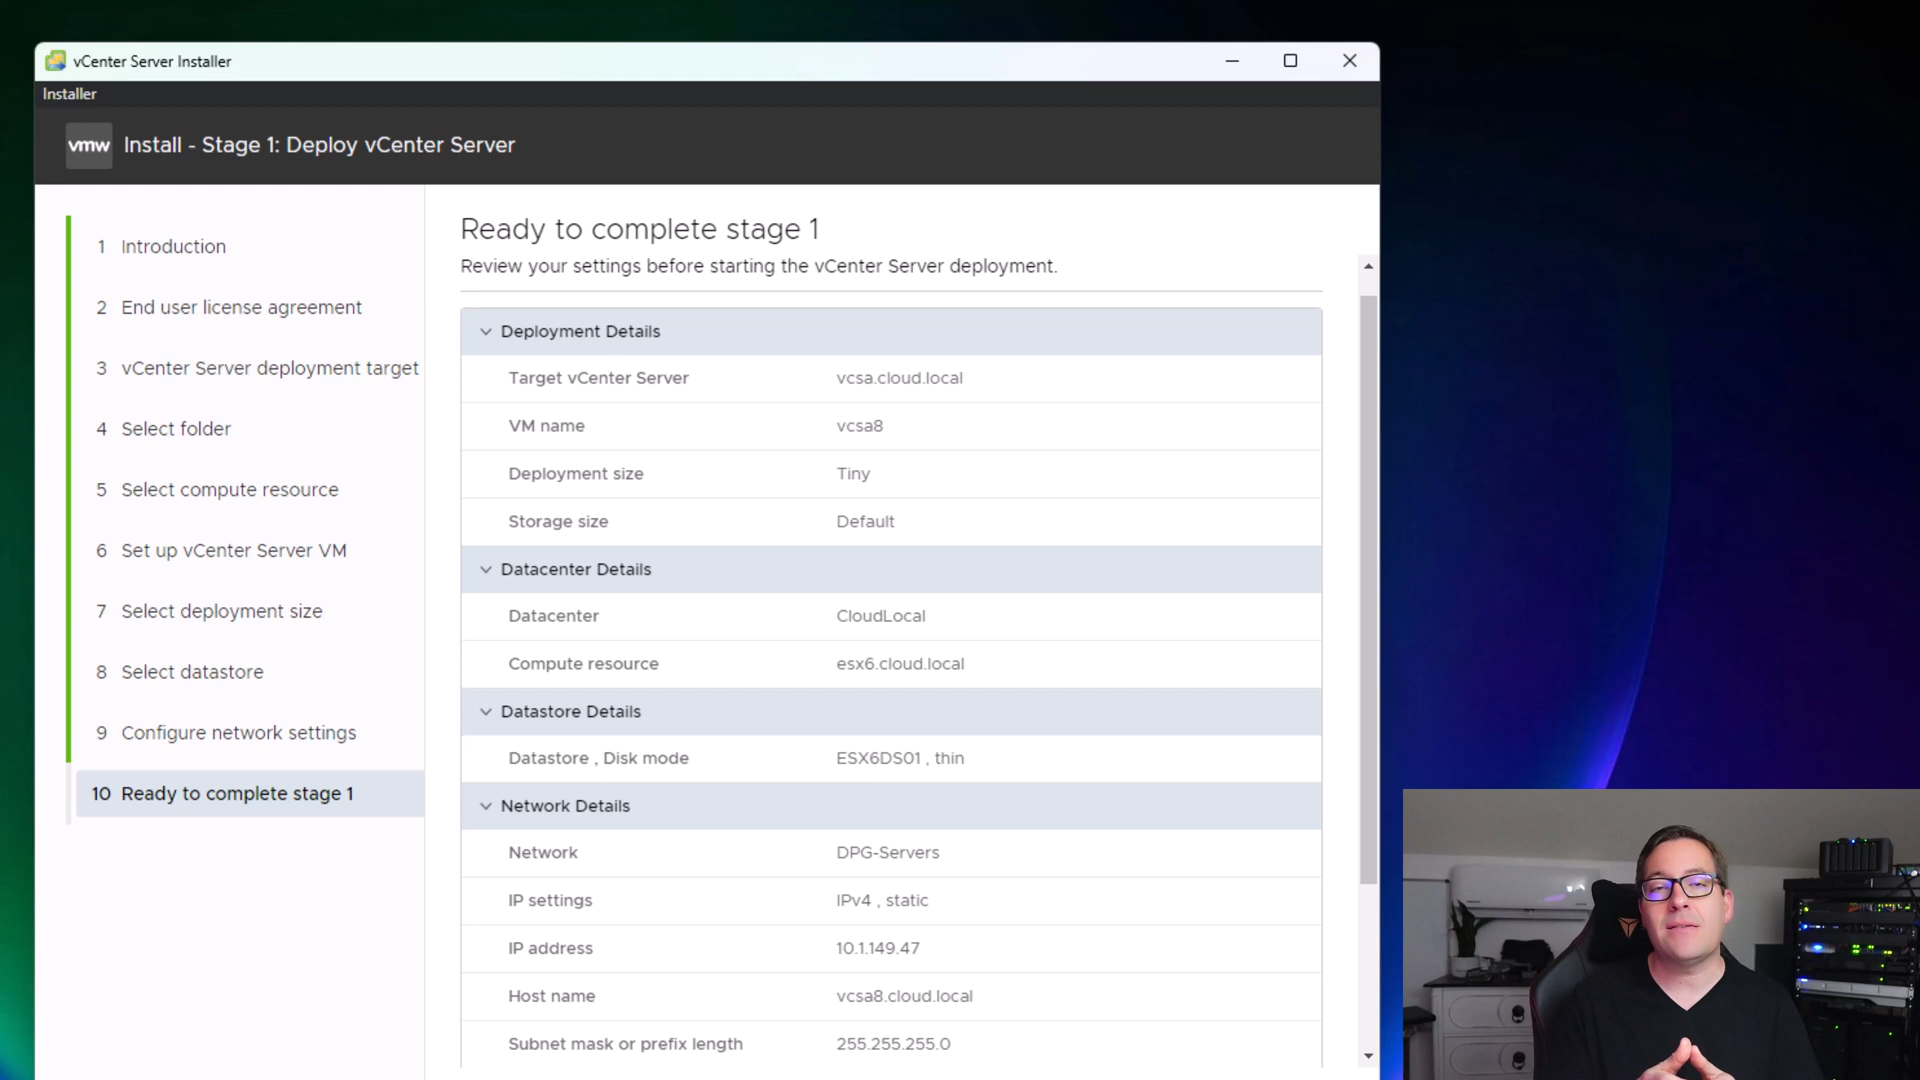 vCenter Server Installer
Installer
vmw Install - Stage 1: Deploy vCenter Server
1 Introduction
2 End user license agreement
3 vCenter Server deployment target
4 Select folder
5 Select compute resource
6 Set up vCenter Server VM
7 Select deployment size
8 Select datastore
9 Configure network settings
10 Ready to complete stage 1
Ready to complete stage 1
Review your settings before starting the vCenter Server deployment.
Deployment Details
Target vCenter Server vcsa.cloud.local
VM name vcsa8
Deployment size Tiny
Storage size Default
Datacenter Details
Datacenter CloudLocal
Compute resource esx6.cloud.local
Datastore Details
Datastore , Disk mode ESX6DS01 , thin
Network Details
Network DPG-Servers
IP settings IPv4 , static
IP address 10.1.149.47
Host name vcsa8.cloud.local
Subnet mask or prefix length 255.255.255.0